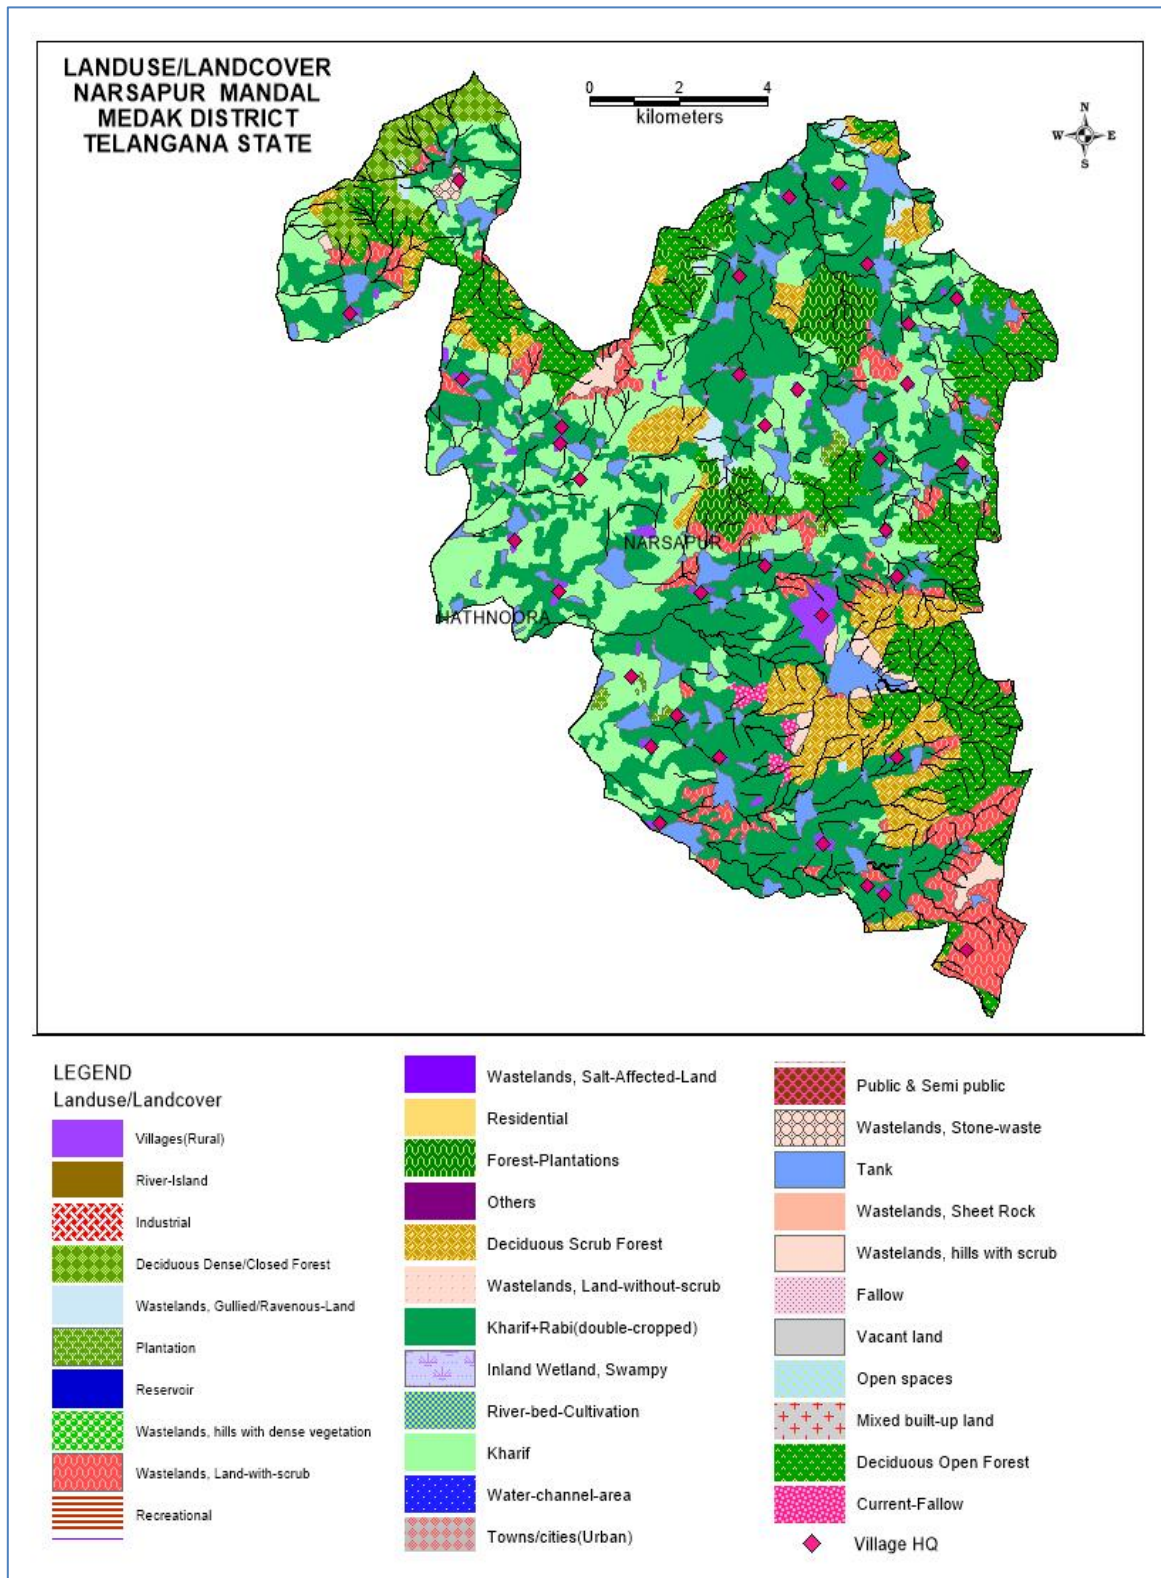 LANDUSE/LANDCOVER
NARSAPUR MANDAL
MEDAK DISTRICT
TELANGANA STATE
0 2 4
kilometers
N
W E
S
NARSAPUR
HATHNOORA
LEGEND
Landuse/Landcover
Villages(Rural)
River-Island
Industrial
Deciduous Dense/Closed Forest
Wastelands, Gullied/Ravenous-Land
Plantation
Reservoir
Wastelands, hills with dense vegetation
Wastelands, Land-with-scrub
Recreational
Wastelands, Salt-Affected-Land
Residential
Forest-Plantations
Others
Deciduous Scrub Forest
Wastelands, Land-without-scrub
Kharif+Rabi(double-cropped)
Inland Wetland, Swampy
River-bed-Cultivation
Kharif
Water-channel-area
Towns/cities(Urban)
Public & Semi public
Wastelands, Stone-waste
Tank
Wastelands, Sheet Rock
Wastelands, hills with scrub
Fallow
Vacant land
Open spaces
Mixed built-up land
Deciduous Open Forest
Current-Fallow
Village HQ